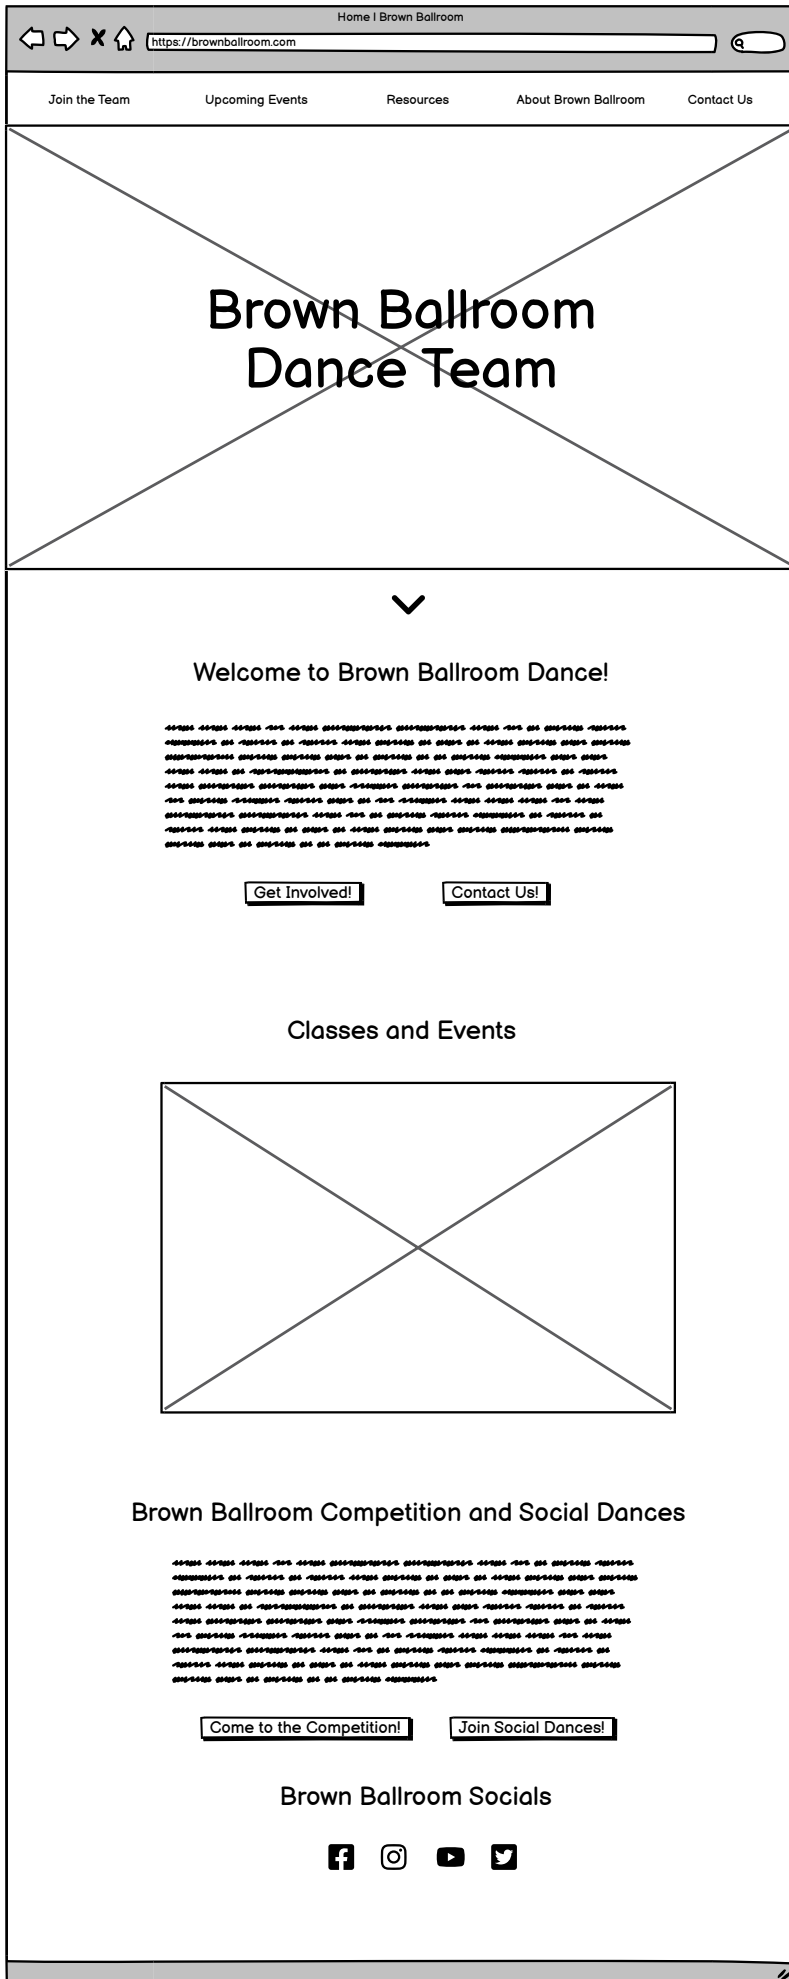 Home | Brown Ballroom
https://brownballroom.com
Join the Team Upcoming Events Resources About Brown Ballroom Contact Us
Brown Ballroom
Dance Team
Welcome to Brown Ballroom Dance!
Get Involved! Contact Us!
Classes and Events
Brown Ballroom Competition and Social Dances
Come to the Competition! Join Social Dances!
Brown Ballroom Socials